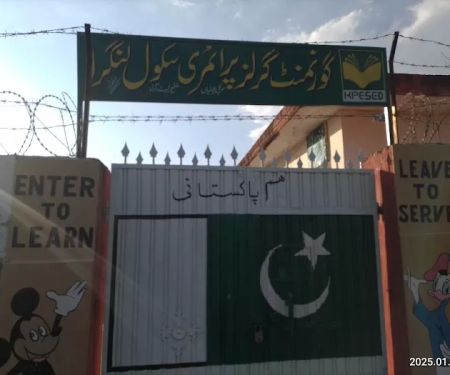 گورنمنٹ گرلز پرائمری سکول لنگرا
KPESED
ENTER
TO
LEARN
ہم پاکستانی
LEAVE
TO
SERVE
2025.01.